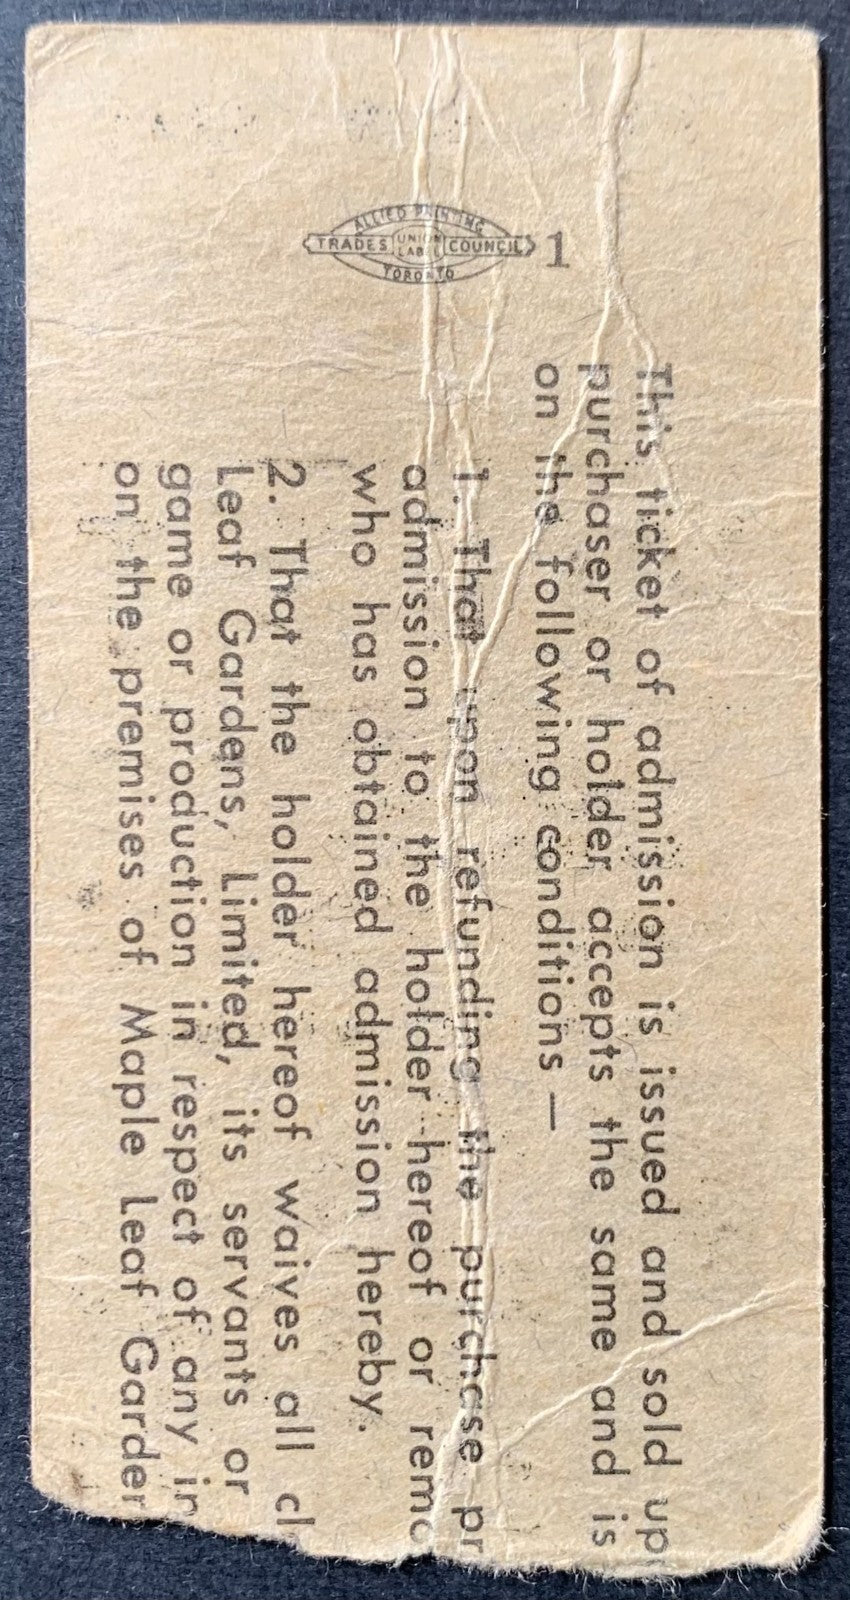 ALLIED PRINTING
TRADES UNION LABEL COUNCIL
TORONTO
1
This ticket of admission is issued and sold up
purchaser or holder accepts the same and is
on the following conditions —
1. That upon refunding the purchase pr
admission to the holder hereof or remo
who has obtained admission hereby.
2. That the holder hereof waives all cl
Leaf Gardens, Limited, its servants or
game or production in respect of any in
on the premises of Maple Leaf Garden